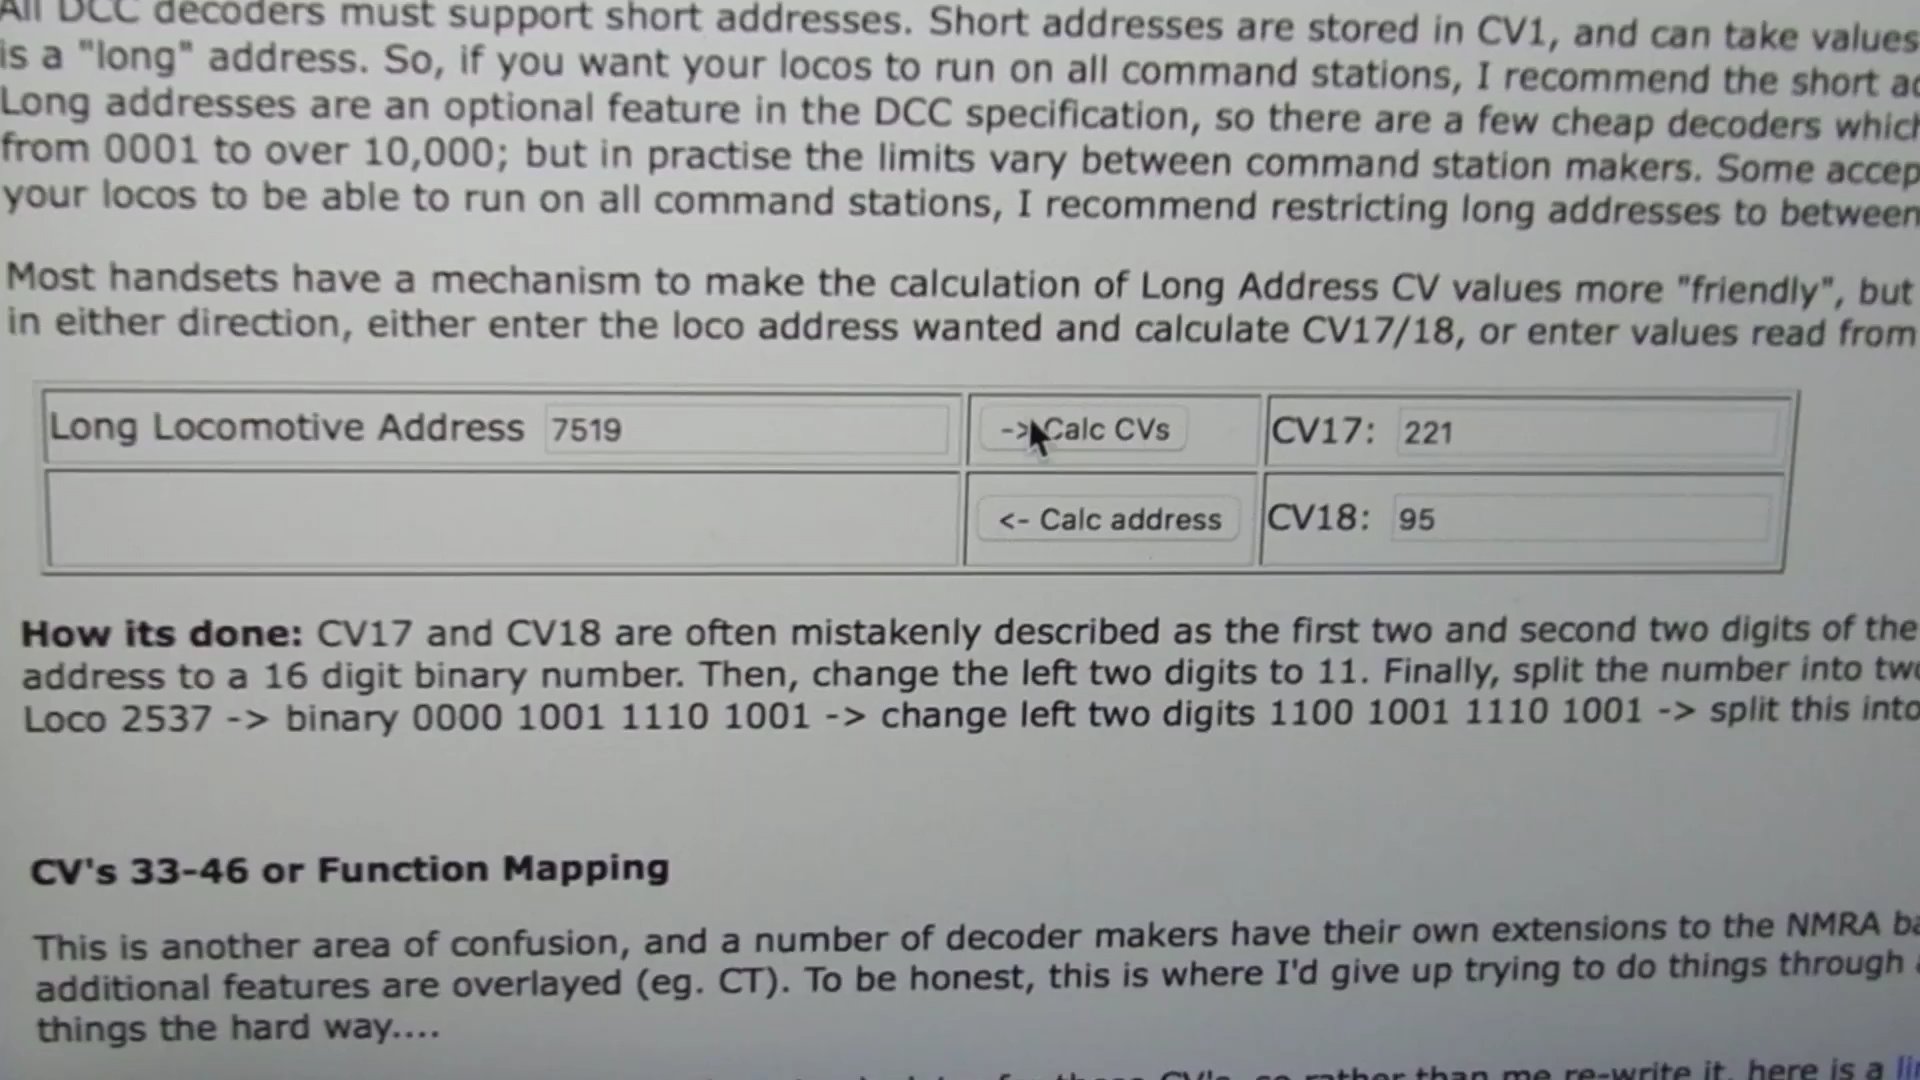 All DCC decoders must support short addresses. Short addresses are stored in CV1, and can take values
is a "long" address. So, if you want your locos to run on all command stations, I recommend the short
Long addresses are an optional feature in the DCC specification, so there are a few cheap decoders which
from 0001 to over 10,000; but in practise the limits vary between command station makers. Some accep
your locos to be able to run on all command stations, I recommend restricting long addresses to between
Most handsets have a mechanism to make the calculation of Long Address CV values more "friendly", but
in either direction, either enter the loco address wanted and calculate CV17/18, or enter values read from
Long Locomotive Address 7519 -> Calc CVs CV17: 221
<- Calc address CV18: 95
How its done: CV17 and CV18 are often mistakenly described as the first two and second two digits of the
address to a 16 digit binary number. Then, change the left two digits to 11. Finally, split the number into two
Loco 2537 -> binary 0000 1001 1110 1001 -> change left two digits 1100 1001 1110 1001 -> split this into
CV's 33-46 or Function Mapping
This is another area of confusion, and a number of decoder makers have their own extensions to the NMRA
additional features are overlayed (eg. CT). To be honest, this is where I'd give up trying to do things through
things the hard way....
CV's, so rather than me re-write it, here is a